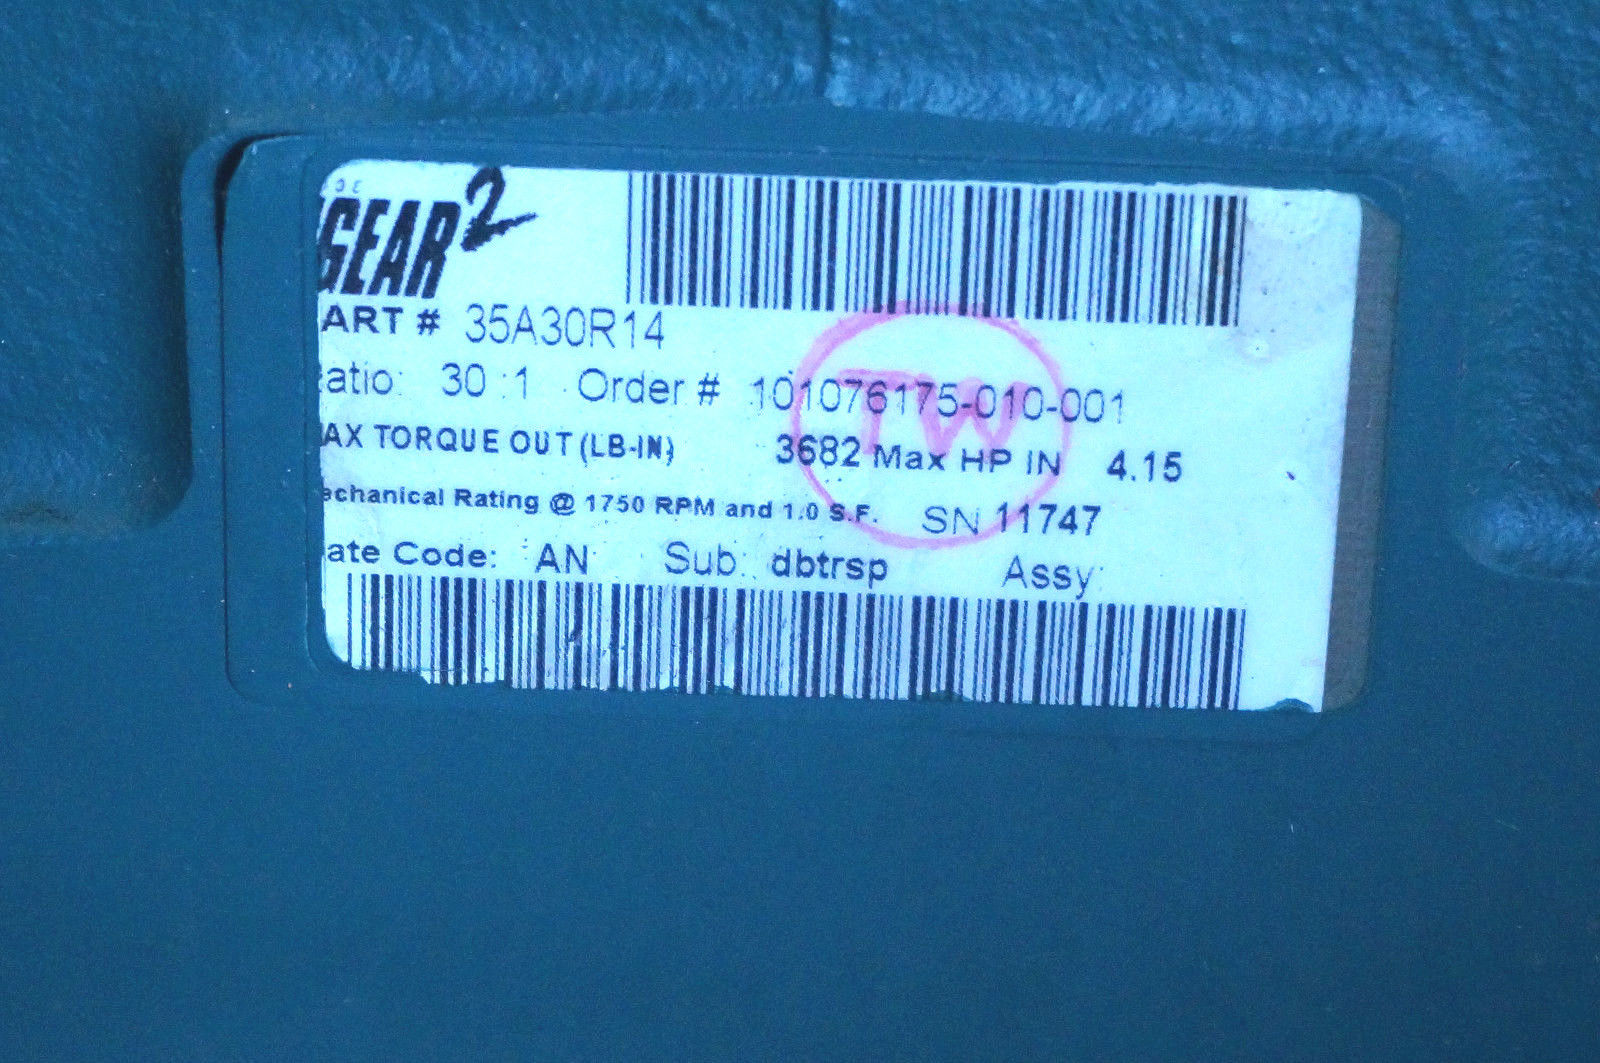 GEAR2
ART # 35A30R14
atio: 30 :1 Order # 101076175-010-001
AX TORQUE OUT (LB-IN) 3682 Max HP IN 4.15
echanical Rating @ 1750 RPM and 1.0 S.F. SN 11747
ate Code: AN Sub: dbtrsp Assy:
TW